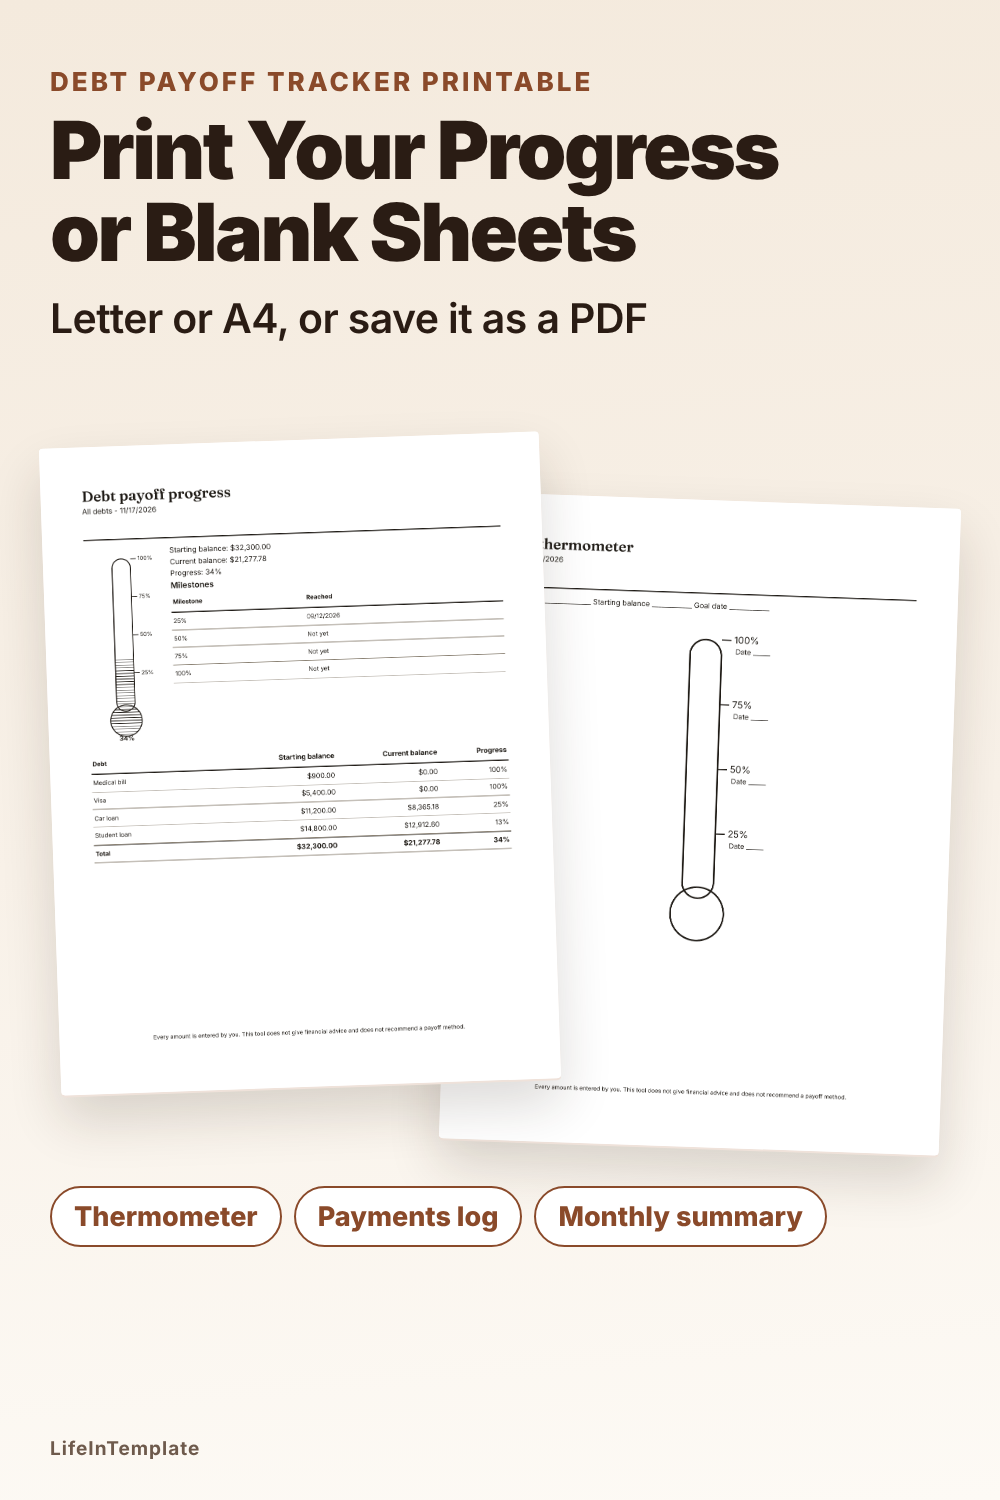 DEBT PAYOFF TRACKER PRINTABLE
Print Your Progress
or Blank Sheets
Letter or A4, or save it as a PDF
Debt payoff progress
All debts - 11/17/2026
100%
75%
50%
25%
34%
Starting balance: $32,300.00
Current balance: $21,277.78
Progress: 34%
Milestones
Milestone Reached
25% 09/12/2026
50% Not yet
75% Not yet
100% Not yet
Debt Starting balance Current balance Progress
Medical bill $900.00 $0.00 100%
Visa $5,400.00 $0.00 100%
Car loan $11,200.00 $8,365.18 25%
Student loan $14,800.00 $12,912.60 13%
Total $32,300.00 $21,277.78 34%
Every amount is entered by you. This tool does not give financial advice and does not recommend a payoff method.
thermometer
/2026
Starting balance ________ Goal date ________
100%
Date ____
75%
Date ____
50%
Date ____
25%
Date ____
Every amount is entered by you. This tool does not give financial advice and does not recommend a payoff method.
Thermometer
Payments log
Monthly summary
LifeInTemplate